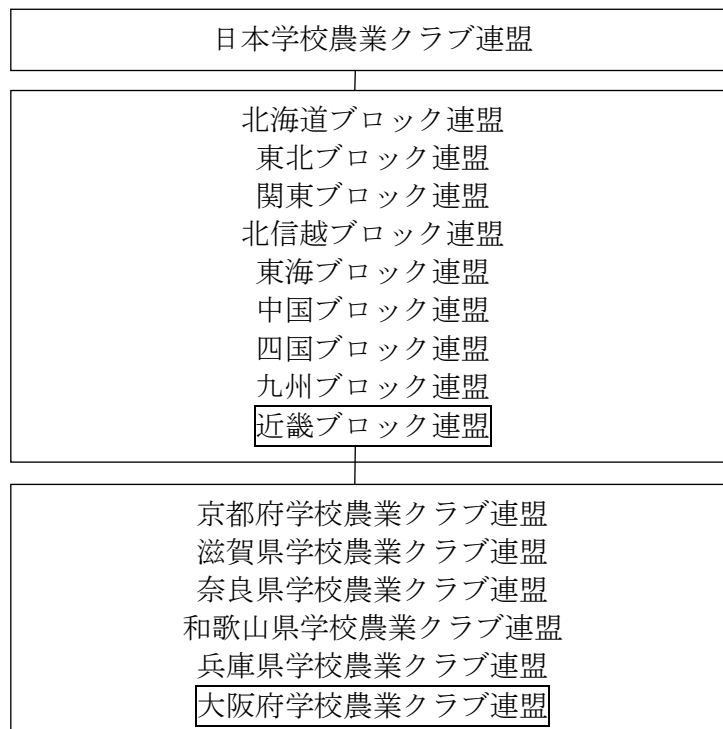 日本学校農業クラブ連盟
北海道ブロック連盟
東北ブロック連盟
関東ブロック連盟
北信越ブロック連盟
東海ブロック連盟
中国ブロック連盟
四国ブロック連盟
九州ブロック連盟
近畿ブロック連盟
京都府学校農業クラブ連盟
滋賀県学校農業クラブ連盟
奈良県学校農業クラブ連盟
和歌山県学校農業クラブ連盟
兵庫県学校農業クラブ連盟
大阪府学校農業クラブ連盟